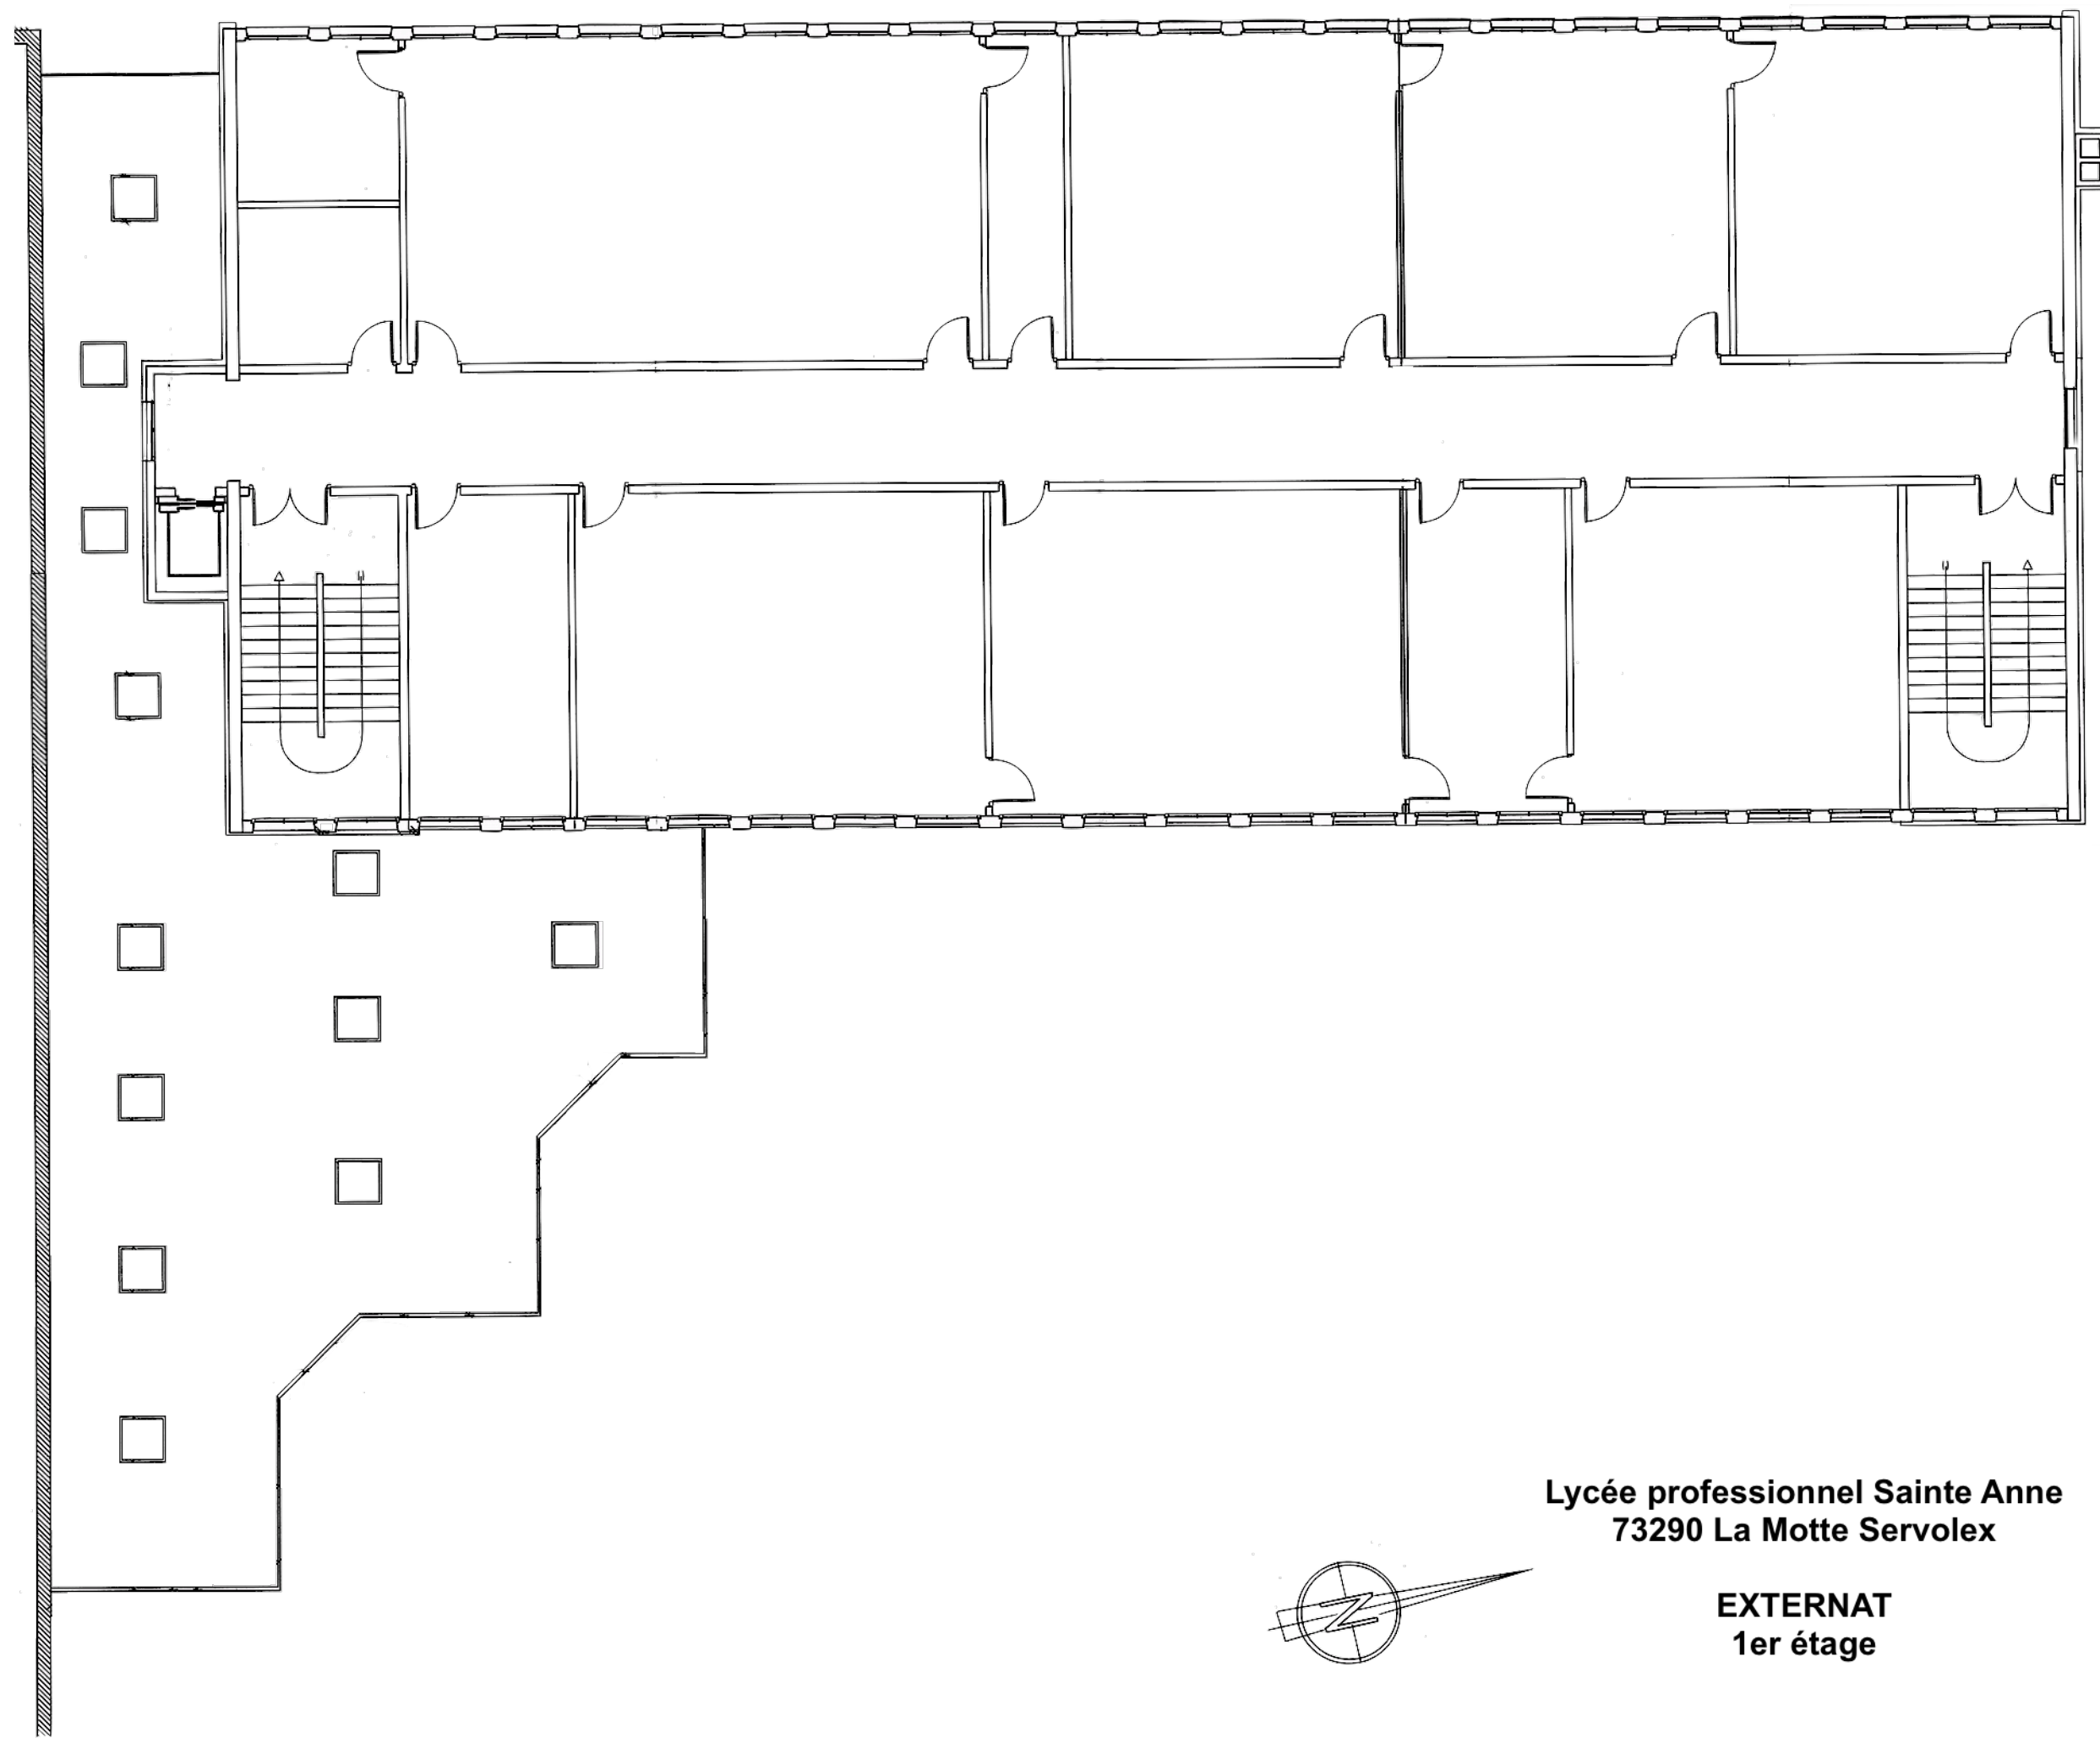 Lycée professionnel Sainte Anne
73290 La Motte Servolex
EXTERNAT
1er étage
N